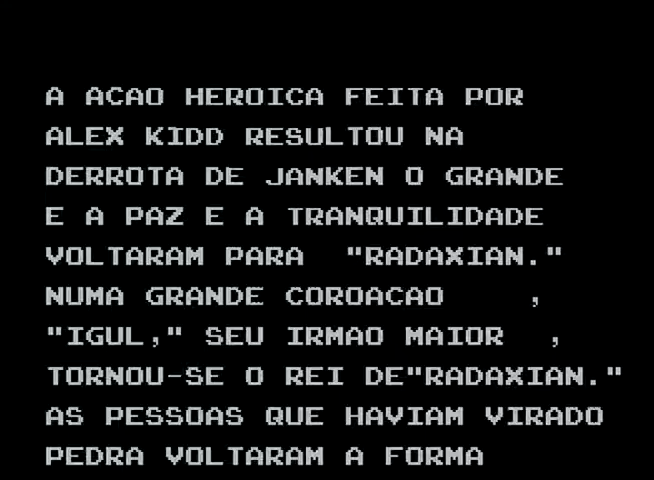 A ACAO HEROICA FEITA POR
ALEX KIDD RESULTOU NA
DERROTA DE JANKEN O GRANDE
E A PAZ E A TRANQUILIDADE
VOLTARAM PARA  "RADAXIAN."
NUMA GRANDE COROACAO    ,
"IGUL," SEU IRMAO MAIOR  ,
TORNOU-SE O REI DE"RADAXIAN."
AS PESSOAS QUE HAVIAM VIRADO
PEDRA VOLTARAM A FORMA